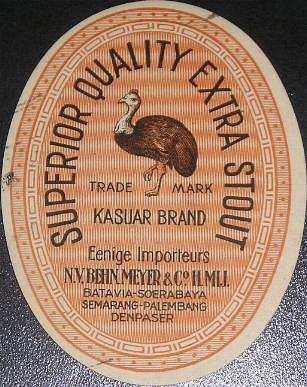 SUPERIOR QUALITY EXTRA STOUT
TRADE MARK
KASUAR BRAND
Eenige Importeurs
N.V. BEHN, MEYER & Co H. MIJ.
BATAVIA-SOERABAYA
SEMARANG-PALEMBANG
DENPASER